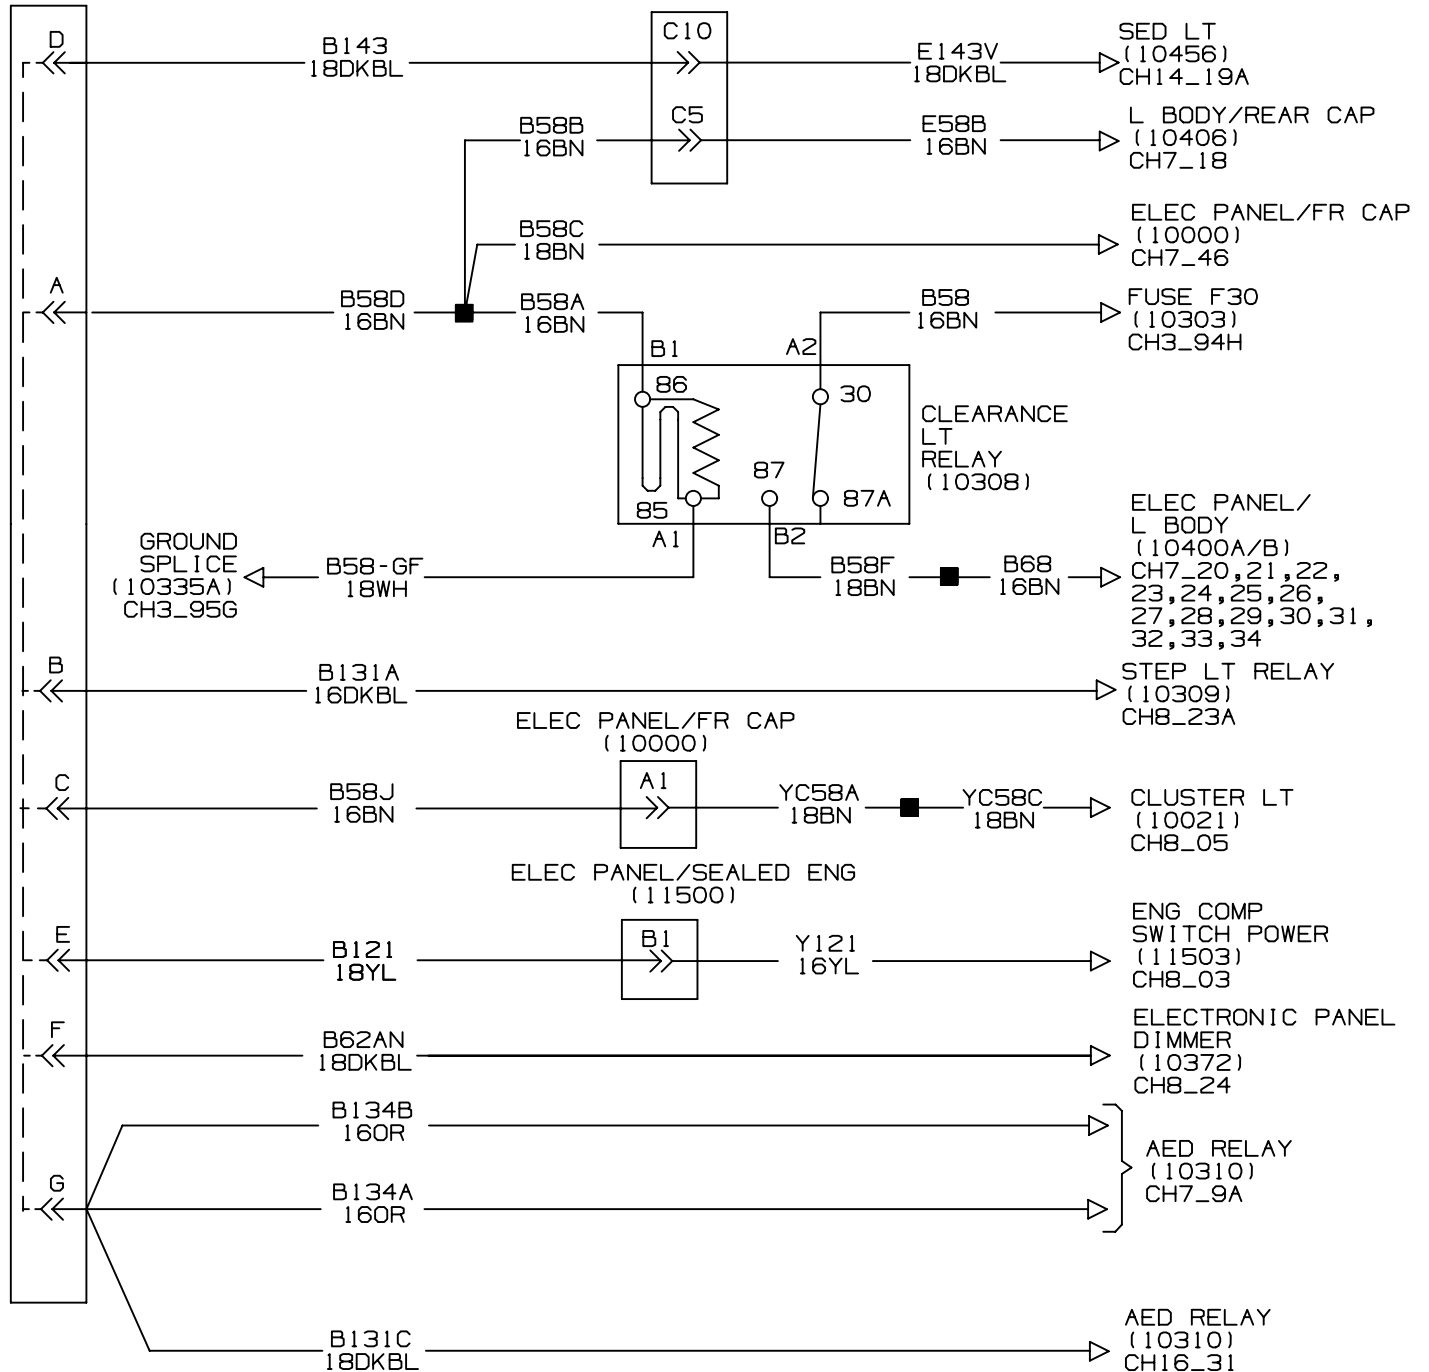 D
B143
18DKBL
C10
E143V
18DKBL
SED LT
(10456)
CH14_19A
B58B
16BN
C5
E58B
16BN
L BODY/REAR CAP
(10406)
CH7_18
B58C
18BN
ELEC PANEL/FR CAP
(10000)
CH7_46
A
B58D
16BN
B58A
16BN
B58
16BN
FUSE F30
(10303)
CH3_94H
B1
A2
86
30
87
85
87A
A1
B2
CLEARANCE
LT
RELAY
(10308)
GROUND
SPLICE
(10335A)
CH3_95G
B58-GF
18WH
B58F
18BN
B68
16BN
ELEC PANEL/
L BODY
(10400A/B)
CH7_20,21,22,
23,24,25,26,
27,28,29,30,31,
32,33,34
B
B131A
16DKBL
STEP LT RELAY
(10309)
CH8_23A
ELEC PANEL/FR CAP
(10000)
C
B58J
16BN
A1
YC58A
18BN
YC58C
18BN
CLUSTER LT
(10021)
CH8_05
ELEC PANEL/SEALED ENG
(11500)
E
B121
18YL
B1
Y121
16YL
ENG COMP
SWITCH POWER
(11503)
CH8_03
F
B62AN
18DKBL
ELECTRONIC PANEL
DIMMER
(10372)
CH8_24
B134B
16OR
G
B134A
16OR
AED RELAY
(10310)
CH7_9A
B131C
18DKBL
AED RELAY
(10310)
CH16_31